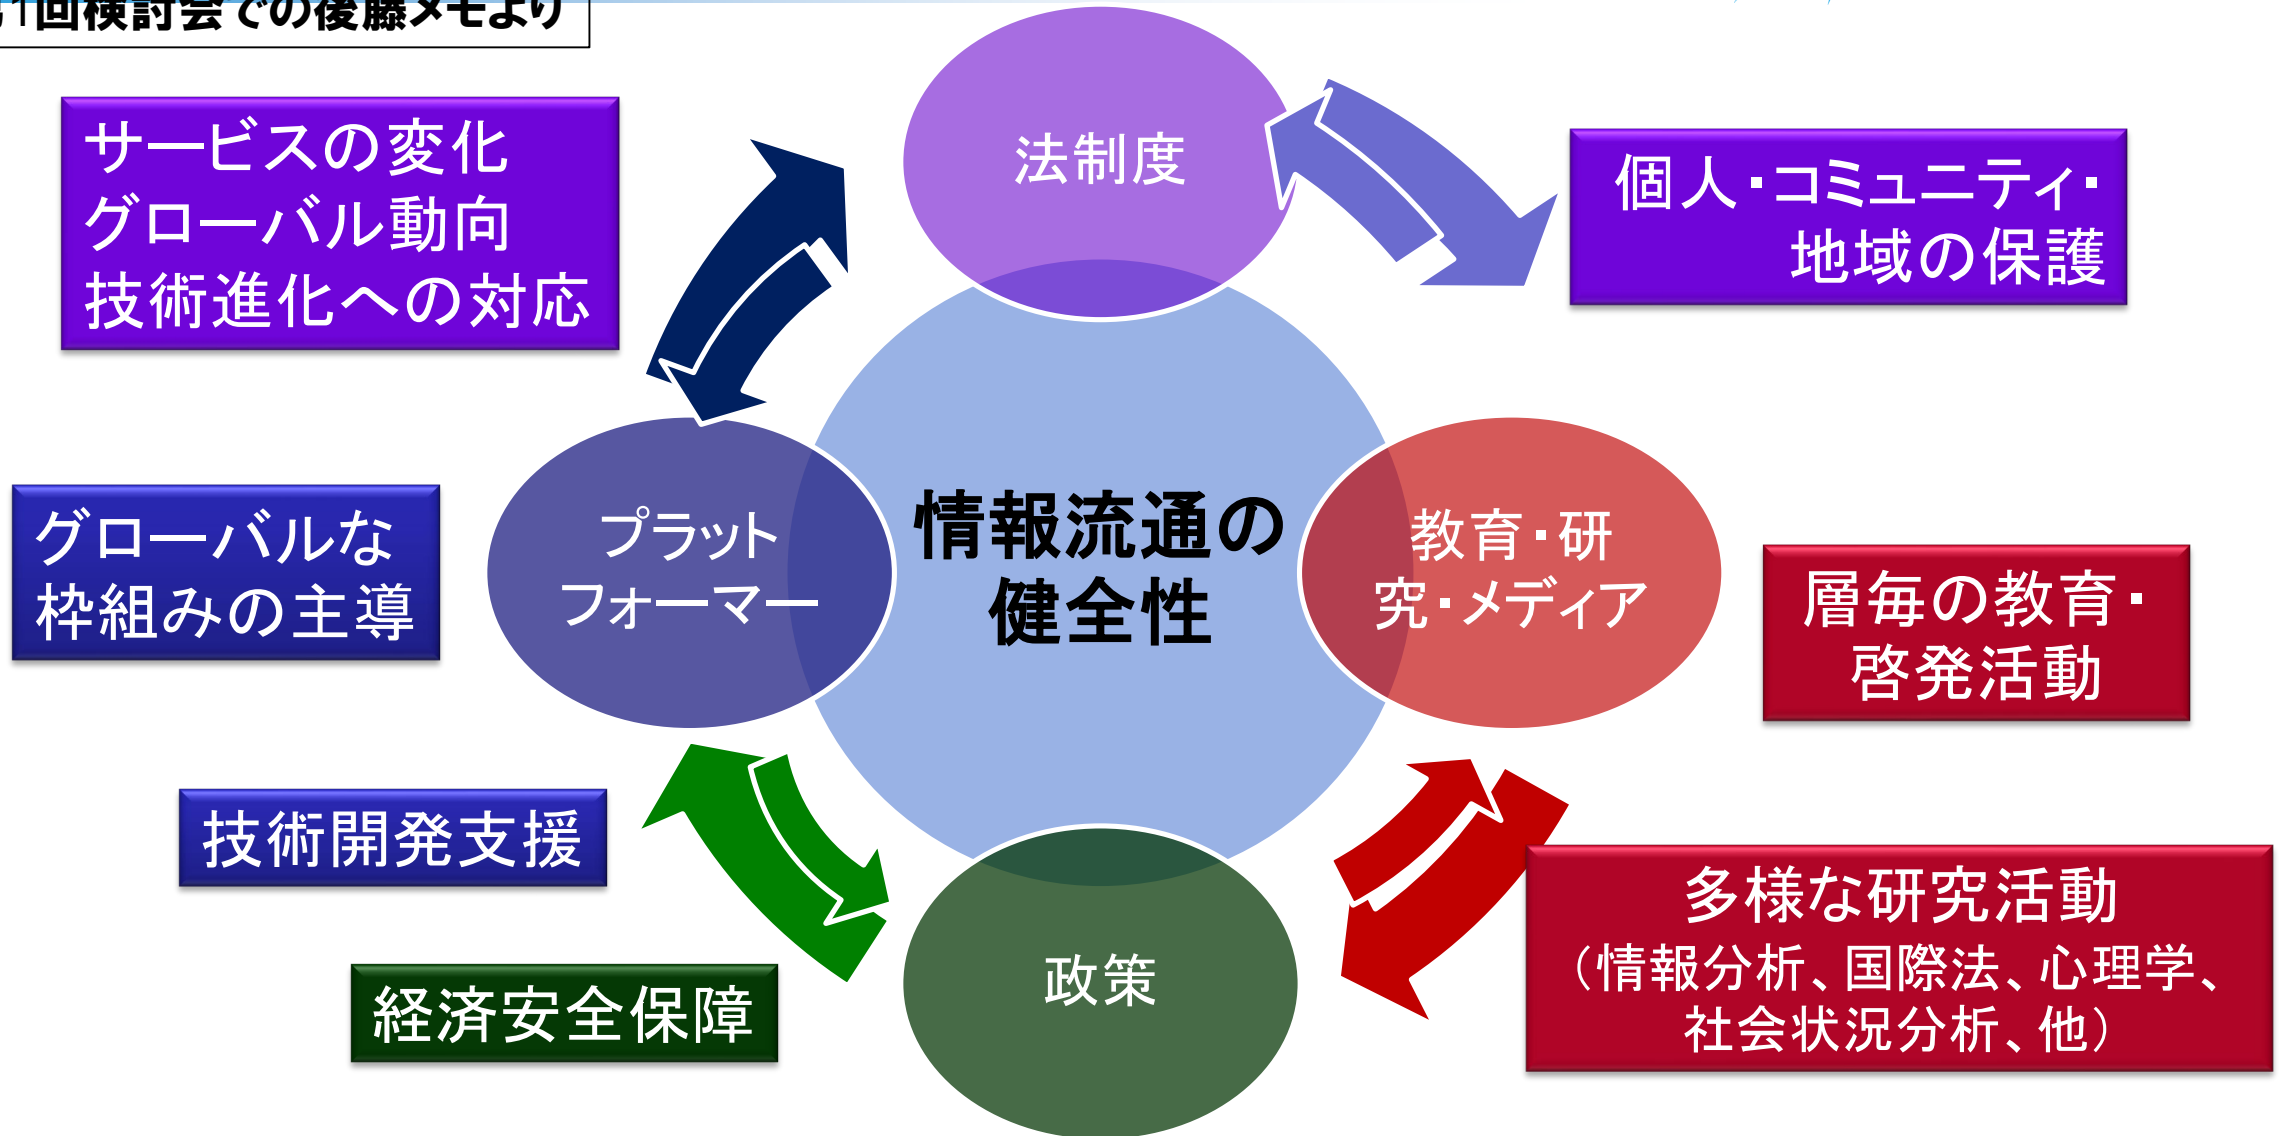 1回検討会での後藤メモより
法制度
サービスの変化
グローバル動向
技術進化への対応
個人・コミュニティ・
地域の保護
グローバルな
枠組みの主導
プラット
フォーマー
情報流通の
健全性
教育・研
究・メディア
層毎の教育・
啓発活動
技術開発支援
経済安全保障
政策
多様な研究活動
（情報分析、国際法、心理学、
社会状況分析、他）